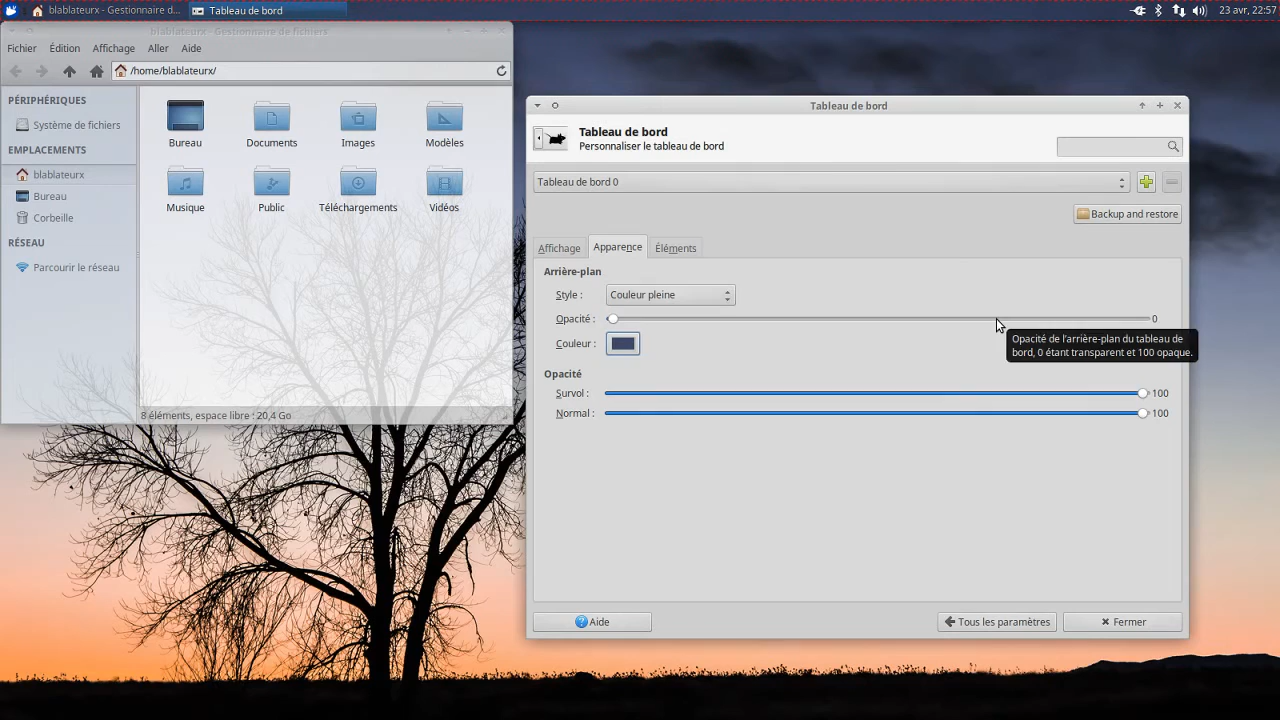 blablateurx - Gestionnaire d...
Tableau de bord
23 avr, 22:57
blablateurx - Gestionnaire de fichiers
Fichier
Édition
Affichage
Aller
Aide
/home/blablateurx/
PÉRIPHÉRIQUES
Système de fichiers
EMPLACEMENTS
blablateurx
Bureau
Corbeille
RÉSEAU
Parcourir le réseau
Bureau
Documents
Images
Modèles
Musique
Public
Téléchargements
Vidéos
8 éléments, espace libre : 20,4 Go
Tableau de bord
Tableau de bord
Personnaliser le tableau de bord
Tableau de bord 0
Backup and restore
Affichage
Apparence
Éléments
Arrière-plan
Style :
Couleur pleine
Opacité :
0
Couleur :
Opacité de l'arrière-plan du tableau de
bord, 0 étant transparent et 100 opaque.
Opacité
Survol :
100
Normal :
100
Aide
Tous les paramètres
Fermer